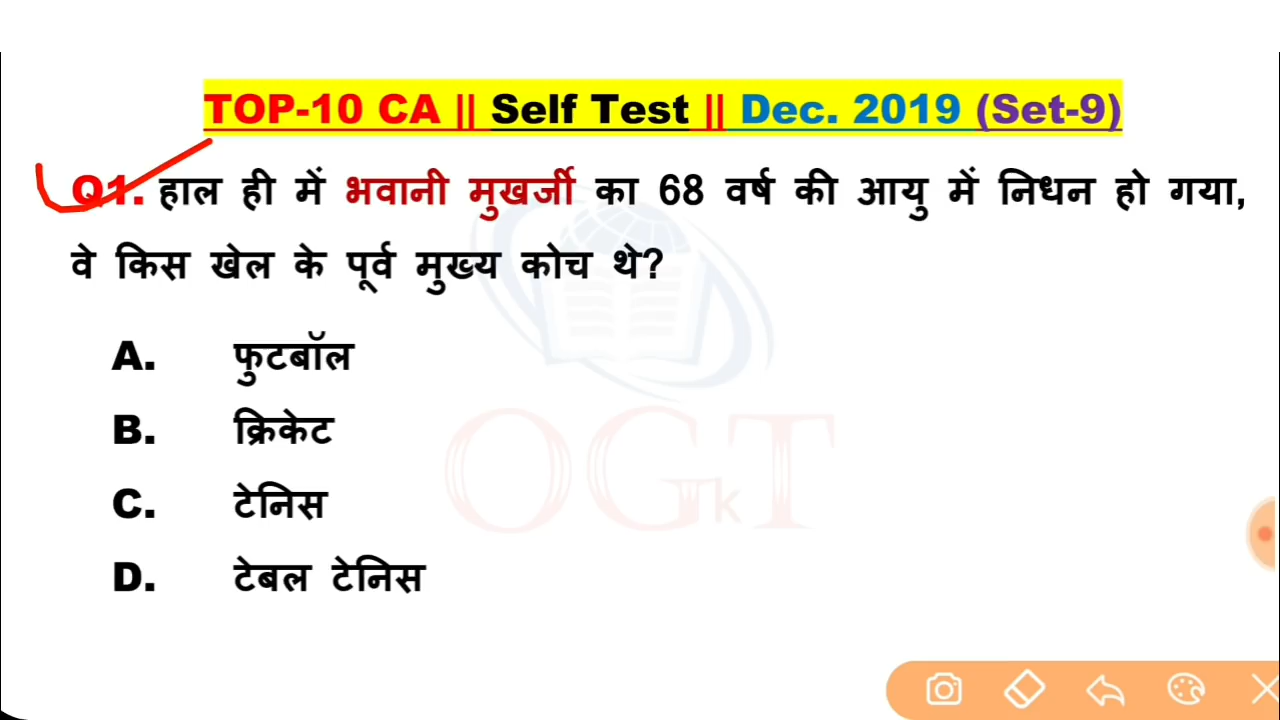 TOP-10 CA || Self Test || Dec. 2019 (Set-9)
Q1. हाल ही में भवानी मुखर्जी का 68 वर्ष की आयु में निधन हो गया,
वे किस खेल के पूर्व मुख्य कोच थे?
A. फुटबॉल
B. क्रिकेट
OGT
k
C. टेनिस
D. टेबल टेनिस